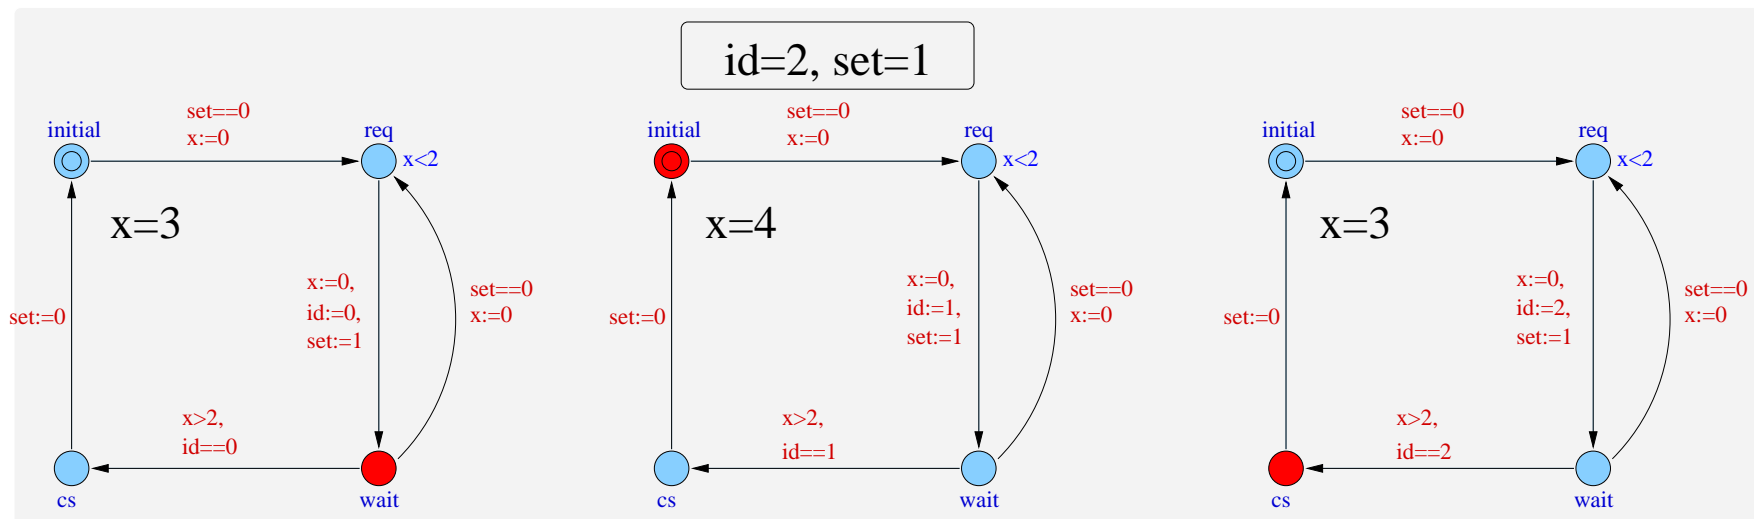 id=2, set=1
initial
set==0
x:=0
req
x<2
x=3
set:=0
x:=0,
id:=0,
set:=1
set==0
x:=0
x>2,
id==0
cs
wait
initial
set==0
x:=0
req
x<2
x=4
set:=0
x:=0,
id:=1,
set:=1
set==0
x:=0
x>2,
id==1
cs
wait
initial
set==0
x:=0
req
x<2
x=3
set:=0
x:=0,
id:=2,
set:=1
set==0
x:=0
x>2,
id==2
cs
wait